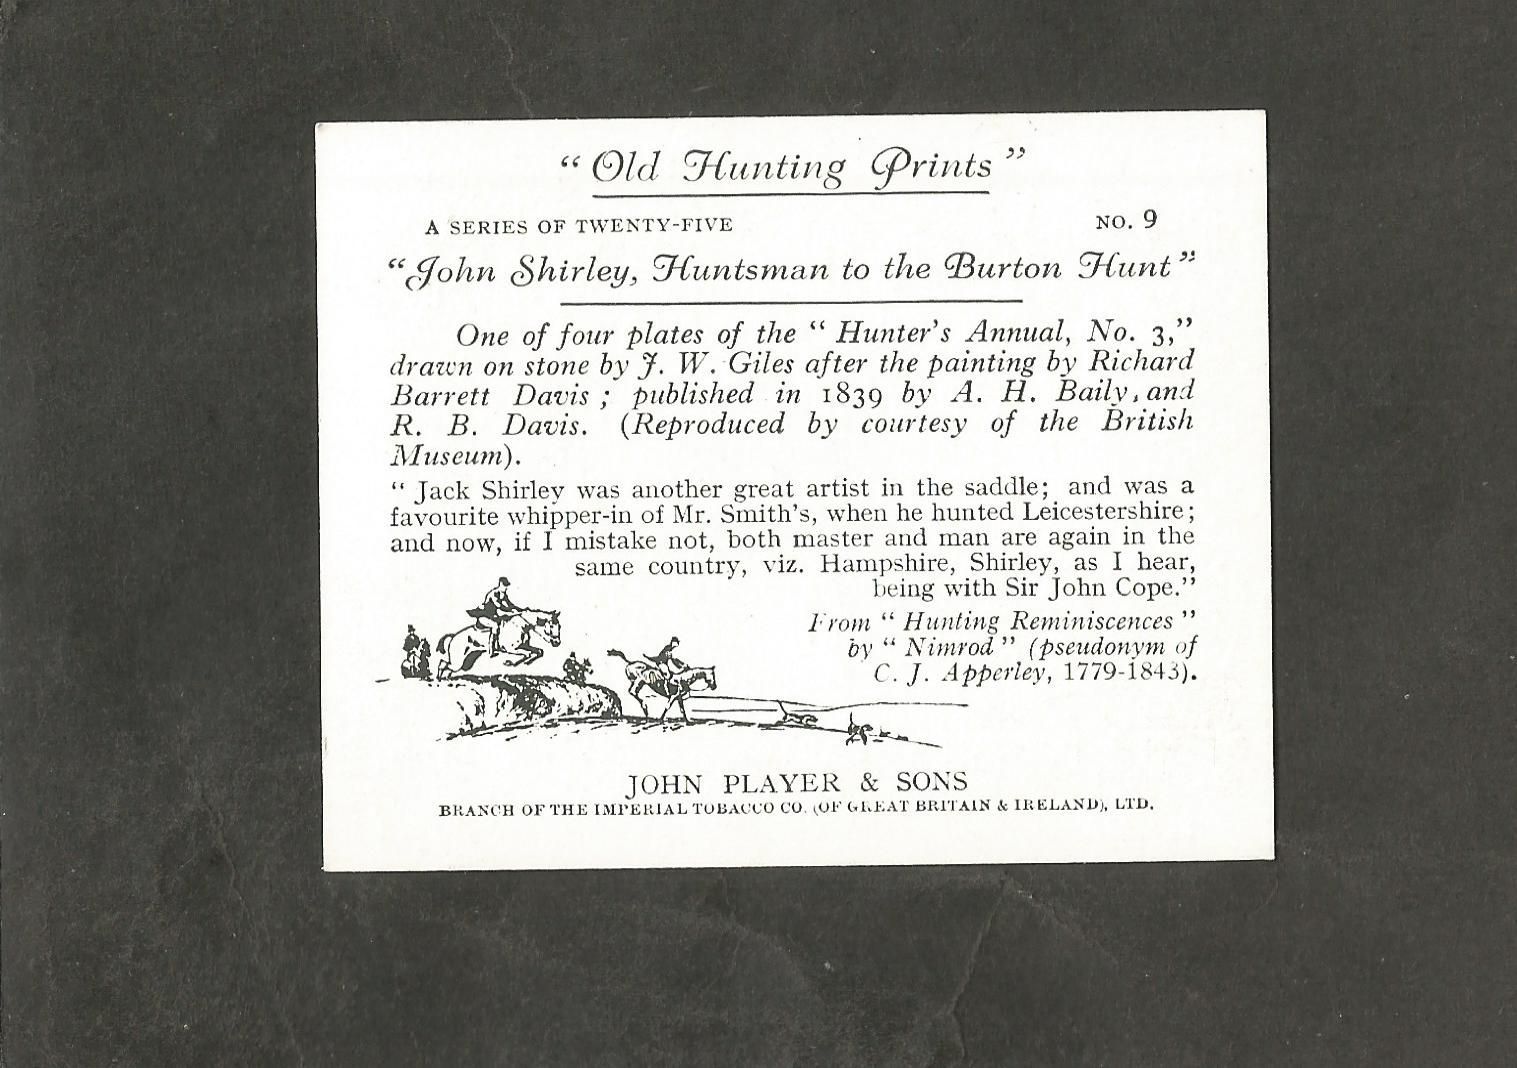 “ Old Hunting Prints ”
A SERIES OF TWENTY-FIVE NO. 9
“John Shirley, Huntsman to the Burton Hunt”
One of four plates of the “ Hunter’s Annual, No. 3,”
drawn on stone by J. W. Giles after the painting by Richard
Barrett Davis ; published in 1839 by A. H. Baily, and
R. B. Davis. (Reproduced by courtesy of the British
Museum).
“ Jack Shirley was another great artist in the saddle; and was a
favourite whipper-in of Mr. Smith’s, when he hunted Leicestershire;
and now, if I mistake not, both master and man are again in the
same country, viz. Hampshire, Shirley, as I hear,
being with Sir John Cope.”
From “ Hunting Reminiscences ”
by “ Nimrod ” (pseudonym of
C. J. Apperley, 1779-1843).
JOHN PLAYER & SONS
BRANCH OF THE IMPERIAL TOBACCO CO. (OF GREAT BRITAIN & IRELAND), LTD.